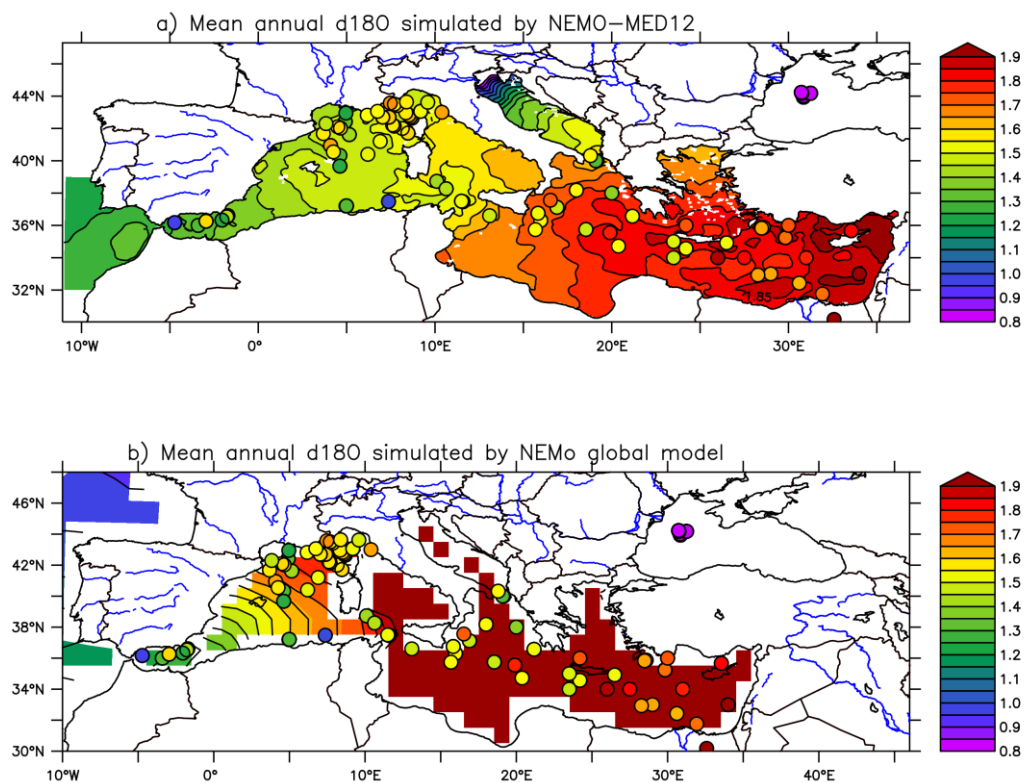 a) Mean annual d18O simulated by NEMO-MED12
44°N
40°N
36°N
32°N
10°W 0° 10°E 20°E 30°E
1.85
1.9
1.8
1.7
1.6
1.5
1.4
1.3
1.2
1.1
1.0
0.9
0.8
b) Mean annual d18O simulated by NEMo global model
46°N
42°N
38°N
34°N
30°N
10°W 0° 10°E 20°E 30°E 40°E
1.9
1.8
1.7
1.6
1.5
1.4
1.3
1.2
1.1
1.0
0.9
0.8